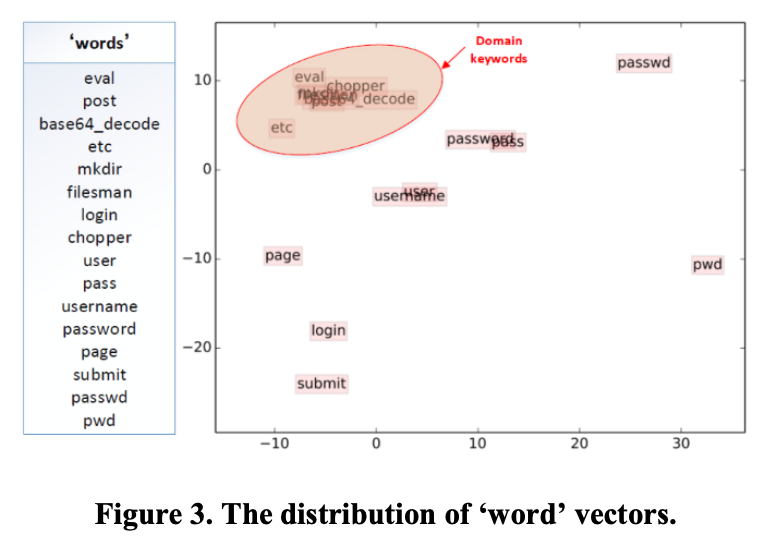 ‘words’
eval
post
base64_decode
etc
mkdir
filesman
login
chopper
user
pass
username
password
page
submit
passwd
pwd
Domain
keywords
passwd
eval
chopper
mkdir
filesman
base64_decode
post
etc
password
pass
user
username
page
pwd
login
submit
10
0
−10
−20
−10
0
10
20
30
Figure 3. The distribution of ‘word’ vectors.